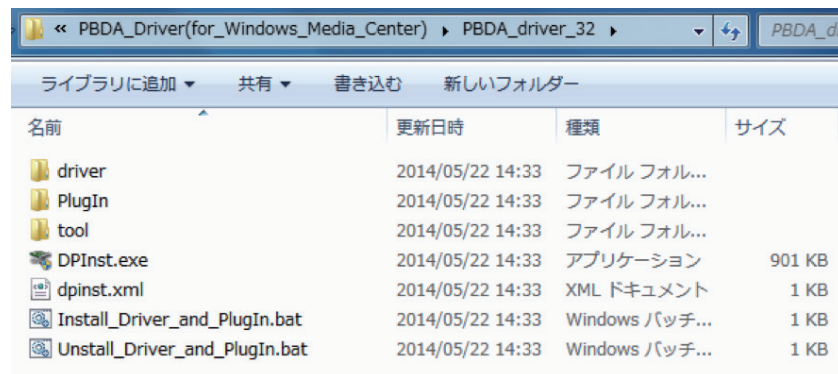 « PBDA_Driver(for_Windows_Media_Center) ▸ PBDA_driver_32 ▸ PBDA_d
ライブラリに追加 ▼ 共有 ▼ 書き込む 新しいフォルダー
名前 更新日時 種類 サイズ
driver 2014/05/22 14:33 ファイル フォル...
PlugIn 2014/05/22 14:33 ファイル フォル...
tool 2014/05/22 14:33 ファイル フォル...
DPInst.exe 2014/05/22 14:33 アプリケーション 901 KB
dpinst.xml 2014/05/22 14:33 XML ドキュメント 1 KB
Install_Driver_and_PlugIn.bat 2014/05/22 14:33 Windows バッチ... 1 KB
Unstall_Driver_and_PlugIn.bat 2014/05/22 14:33 Windows バッチ... 1 KB